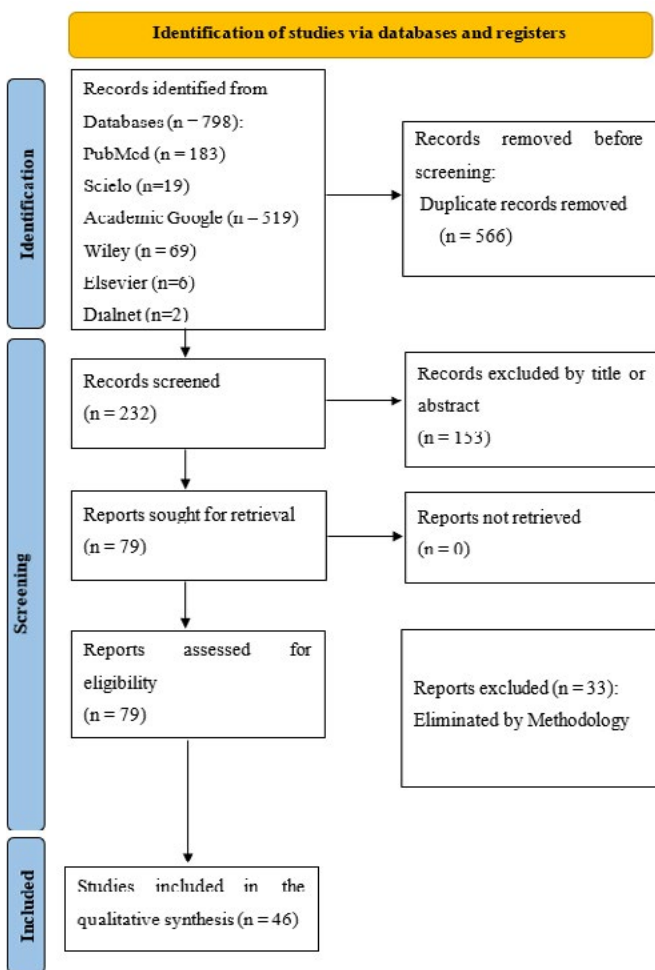 Identification of studies via databases and registers
Identification
Records identified from
Databases (n = 798):
PubMed (n = 183)
Scielo (n=19)
Academic Google (n = 519)
Wiley (n = 69)
Elsevier (n=6)
Dialnet (n=2)
Records removed before
screening:
Duplicate records removed
(n = 566)
Screening
Records screened
(n = 232)
Records excluded by title or
abstract
(n = 153)
Reports sought for retrieval
(n = 79)
Reports not retrieved
(n = 0)
Reports assessed for
eligibility
(n = 79)
Reports excluded (n = 33):
Eliminated by Methodology
Included
Studies included in the
qualitative synthesis (n = 46)